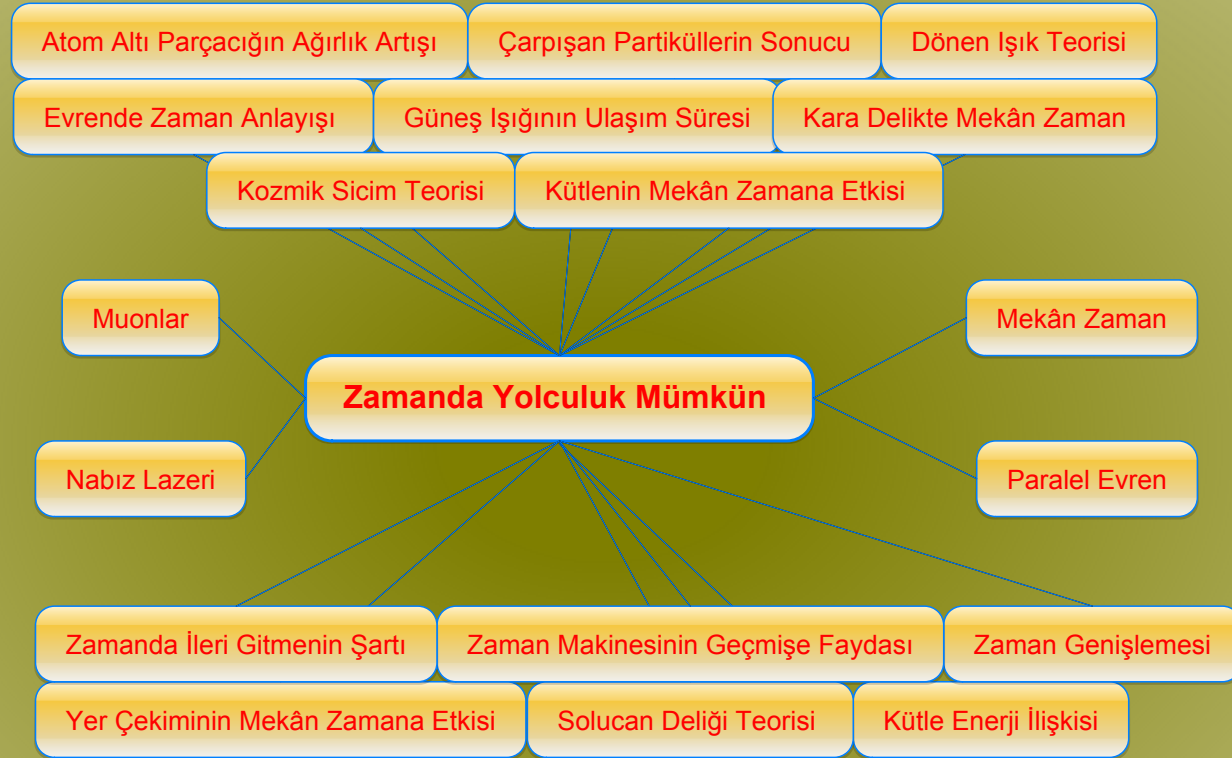 Atom Altı Parçacığın Ağırlık Artışı
Çarpışan Partiküllerin Sonucu
Dönen Işık Teorisi
Evrende Zaman Anlayışı
Güneş Işığının Ulaşım Süresi
Kara Delikte Mekân Zaman
Kozmik Sicim Teorisi
Kütlenin Mekân Zamana Etkisi
Muonlar
Mekân Zaman
Zamanda Yolculuk Mümkün
Nabız Lazeri
Paralel Evren
Zamanda İleri Gitmenin Şartı
Zaman Makinesinin Geçmişe Faydası
Zaman Genişlemesi
Yer Çekiminin Mekân Zamana Etkisi
Solucan Deliği Teorisi
Kütle Enerji İlişkisi